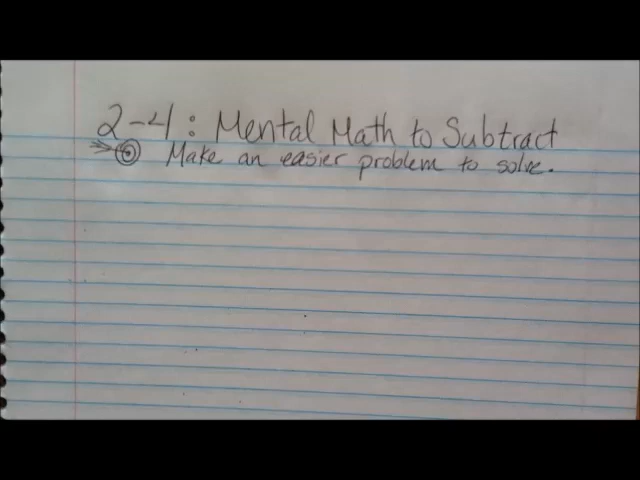 2-4: Mental Math to Subtract
Make an easier problem to solve.